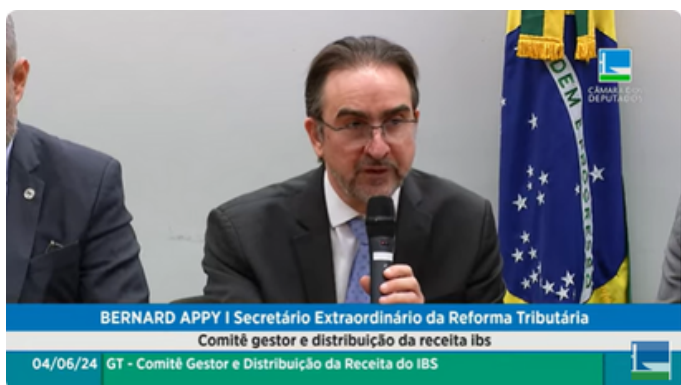 CÂMARA DOS
DEPUTADOS
BERNARD APPY I Secretário Extraordinário da Reforma Tributária
Comitê gestor e distribuição da receita ibs
04/06/24 GT - Comitê Gestor e Distribuição da Receita do IBS